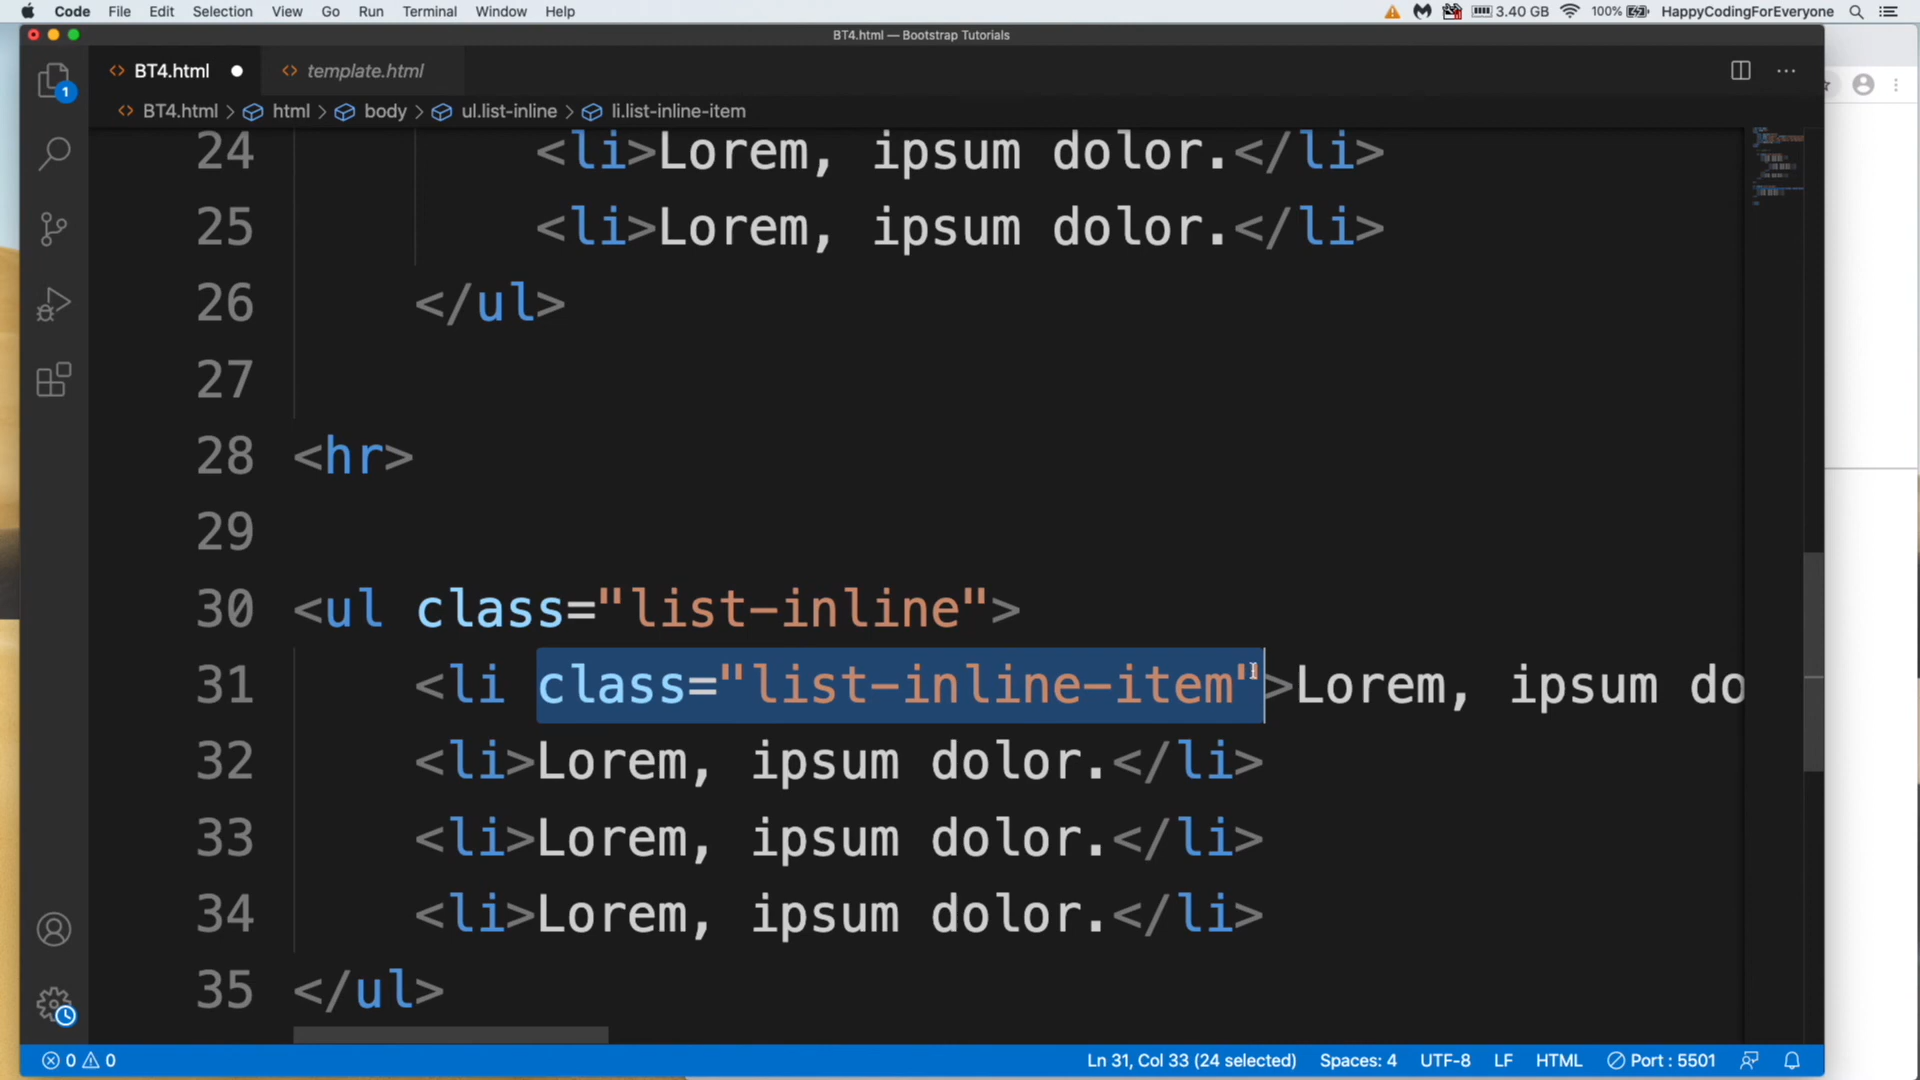 Code File Edit Selection View Go Run Terminal Window Help 3.40 GB 100% HappyCodingForEveryone
BT4.html — Bootstrap Tutorials
BT4.html template.html
1
BT4.html > html > body > ul.list-inline > li.list-inline-item
24 <li>Lorem, ipsum dolor.</li>
25 <li>Lorem, ipsum dolor.</li>
26 </ul>
27
28 <hr>
29
30 <ul class="list-inline">
31 <li class="list-inline-item">Lorem, ipsum do
32 <li>Lorem, ipsum dolor.</li>
33 <li>Lorem, ipsum dolor.</li>
34 <li>Lorem, ipsum dolor.</li>
35 </ul>
0 0 Ln 31, Col 33 (24 selected) Spaces: 4 UTF-8 LF HTML Port : 5501